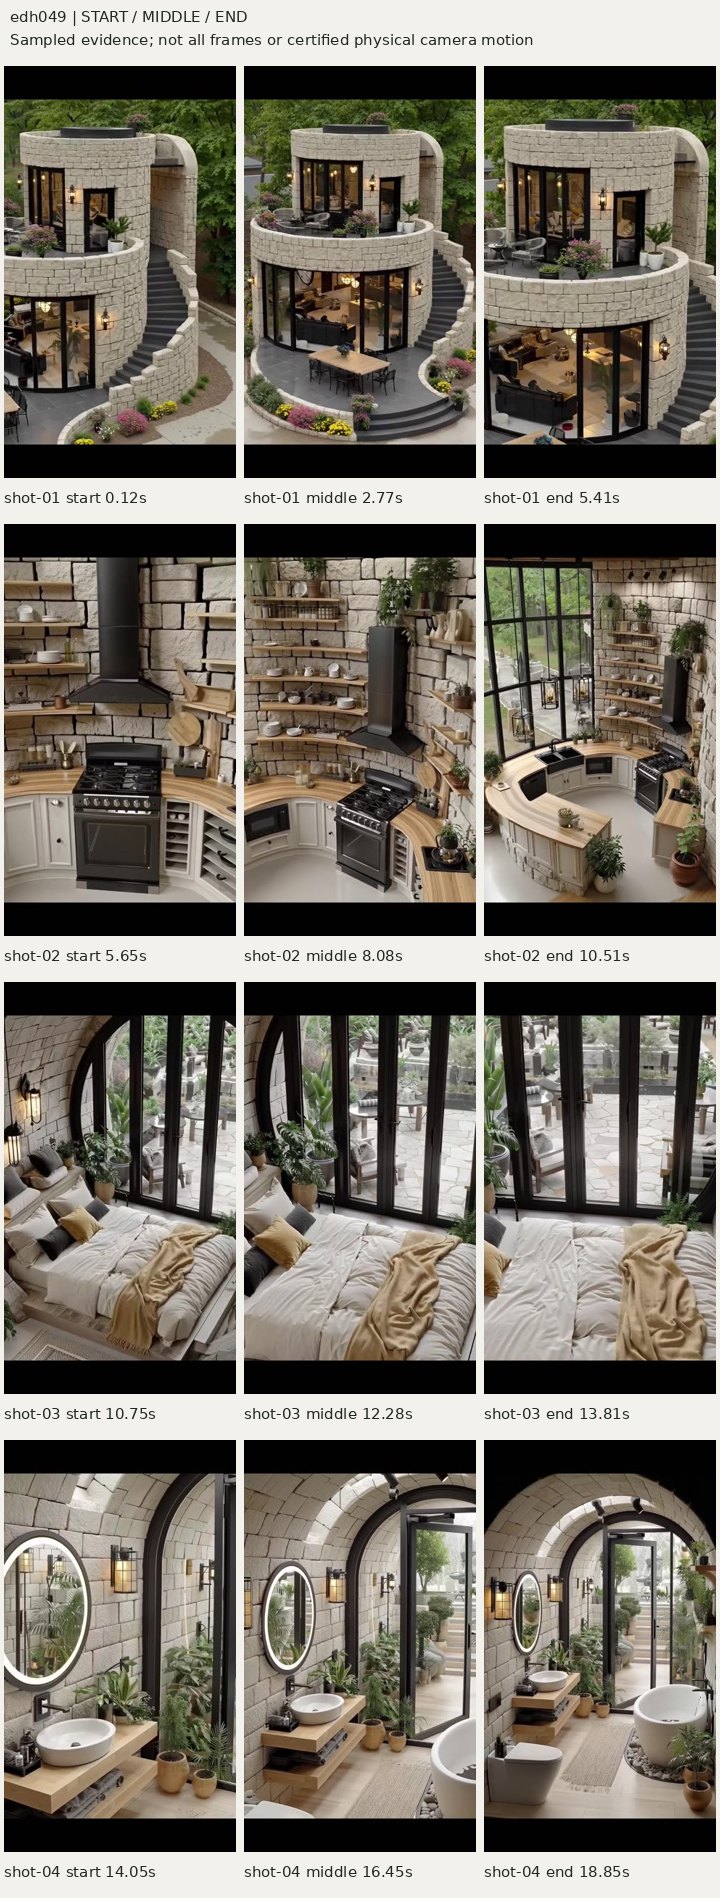 edh049 | START / MIDDLE / END
Sampled evidence; not all frames or certified physical camera motion
shot-01 start 0.12s
shot-01 middle 2.77s
shot-01 end 5.41s
shot-02 start 5.65s
shot-02 middle 8.08s
shot-02 end 10.51s
shot-03 start 10.75s
shot-03 middle 12.28s
shot-03 end 13.81s
shot-04 start 14.05s
shot-04 middle 16.45s
shot-04 end 18.85s